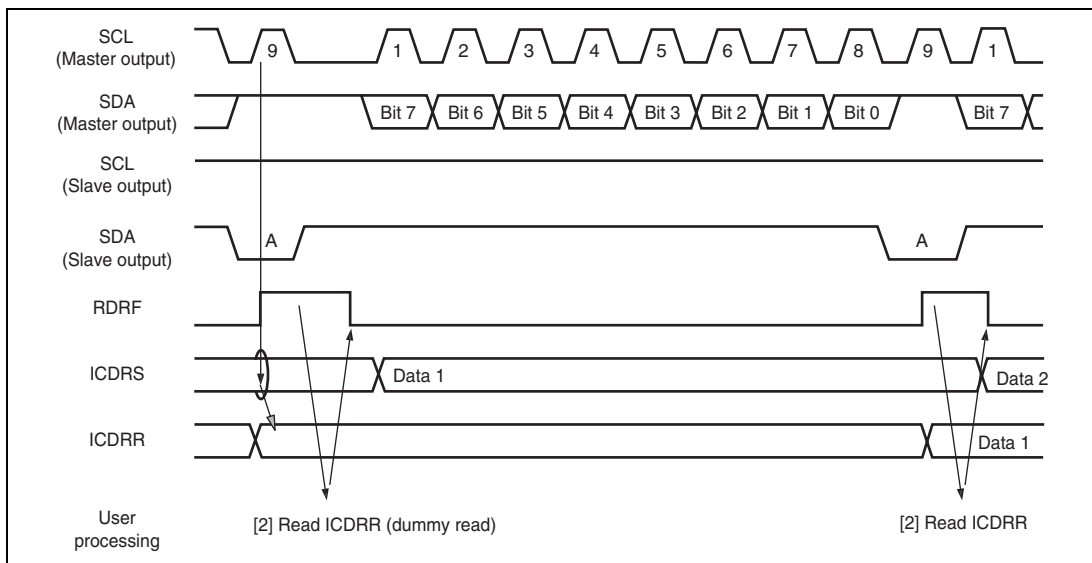 SCL
(Master output)
9 1 2 3 4 5 6 7 8 9 1
SDA
(Master output)
Bit 7 Bit 6 Bit 5 Bit 4 Bit 3 Bit 2 Bit 1 Bit 0 Bit 7
SCL
(Slave output)
SDA
(Slave output)
A A
RDRF
ICDRS
Data 1 Data 2
ICDRR
Data 1
User
processing
[2] Read ICDRR (dummy read) [2] Read ICDRR